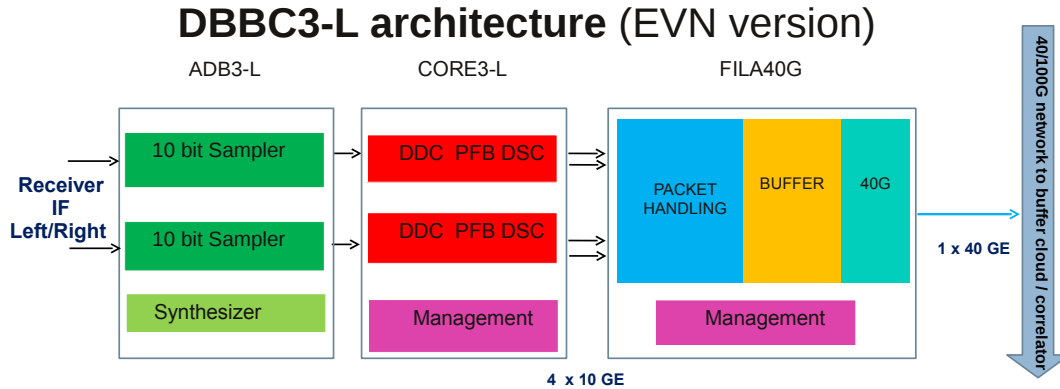 DBBC3-L architecture (EVN version)
ADB3-L
CORE3-L
FILA40G
10 bit Sampler
DDC PFB DSC
Receiver
IF
Left/Right
PACKET
HANDLING
BUFFER
40G
10 bit Sampler
DDC PFB DSC
1 x 40 GE
Synthesizer
Management
Management
4 x 10 GE
40/100G network to buffer cloud / correlator